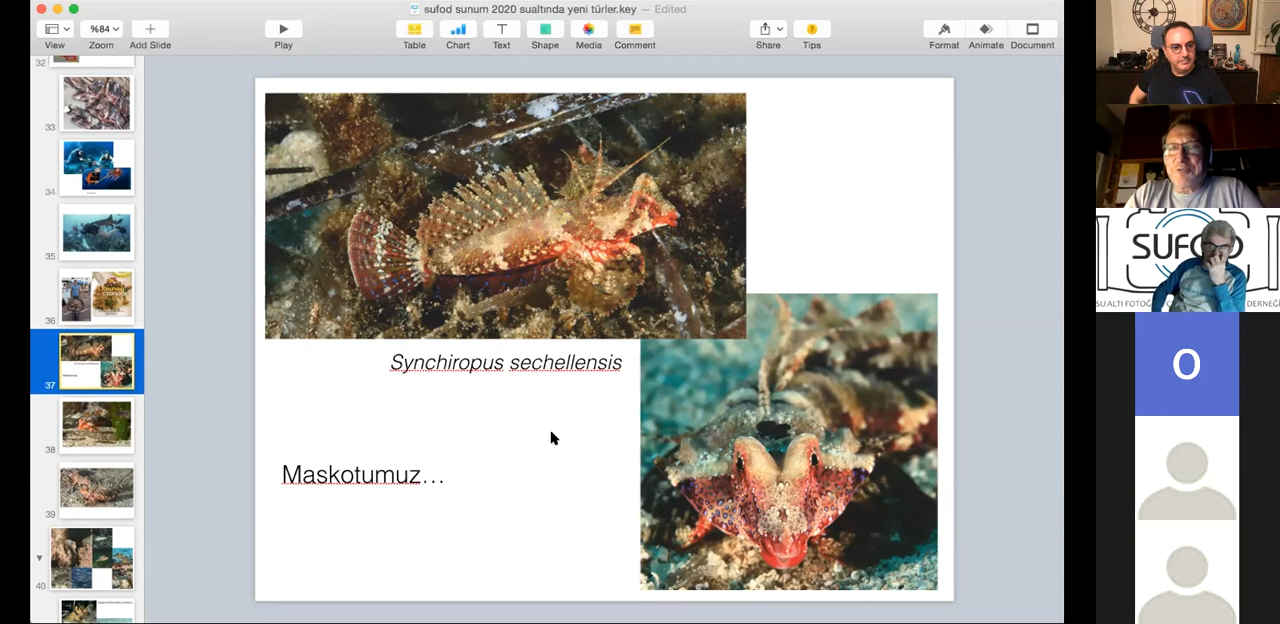 sufod sunum 2020 sualtında yeni türler.key — Edited
%84
View Zoom Add Slide Play Table Chart Text Shape Media Comment Share Tips Format Animate Document
32
33
34
35
36
37
38
39
40
Synchiropus sechellensis
Maskotumuz...
SUFOD
SU ALTI FOTOĞ
DERNEĞİ
O